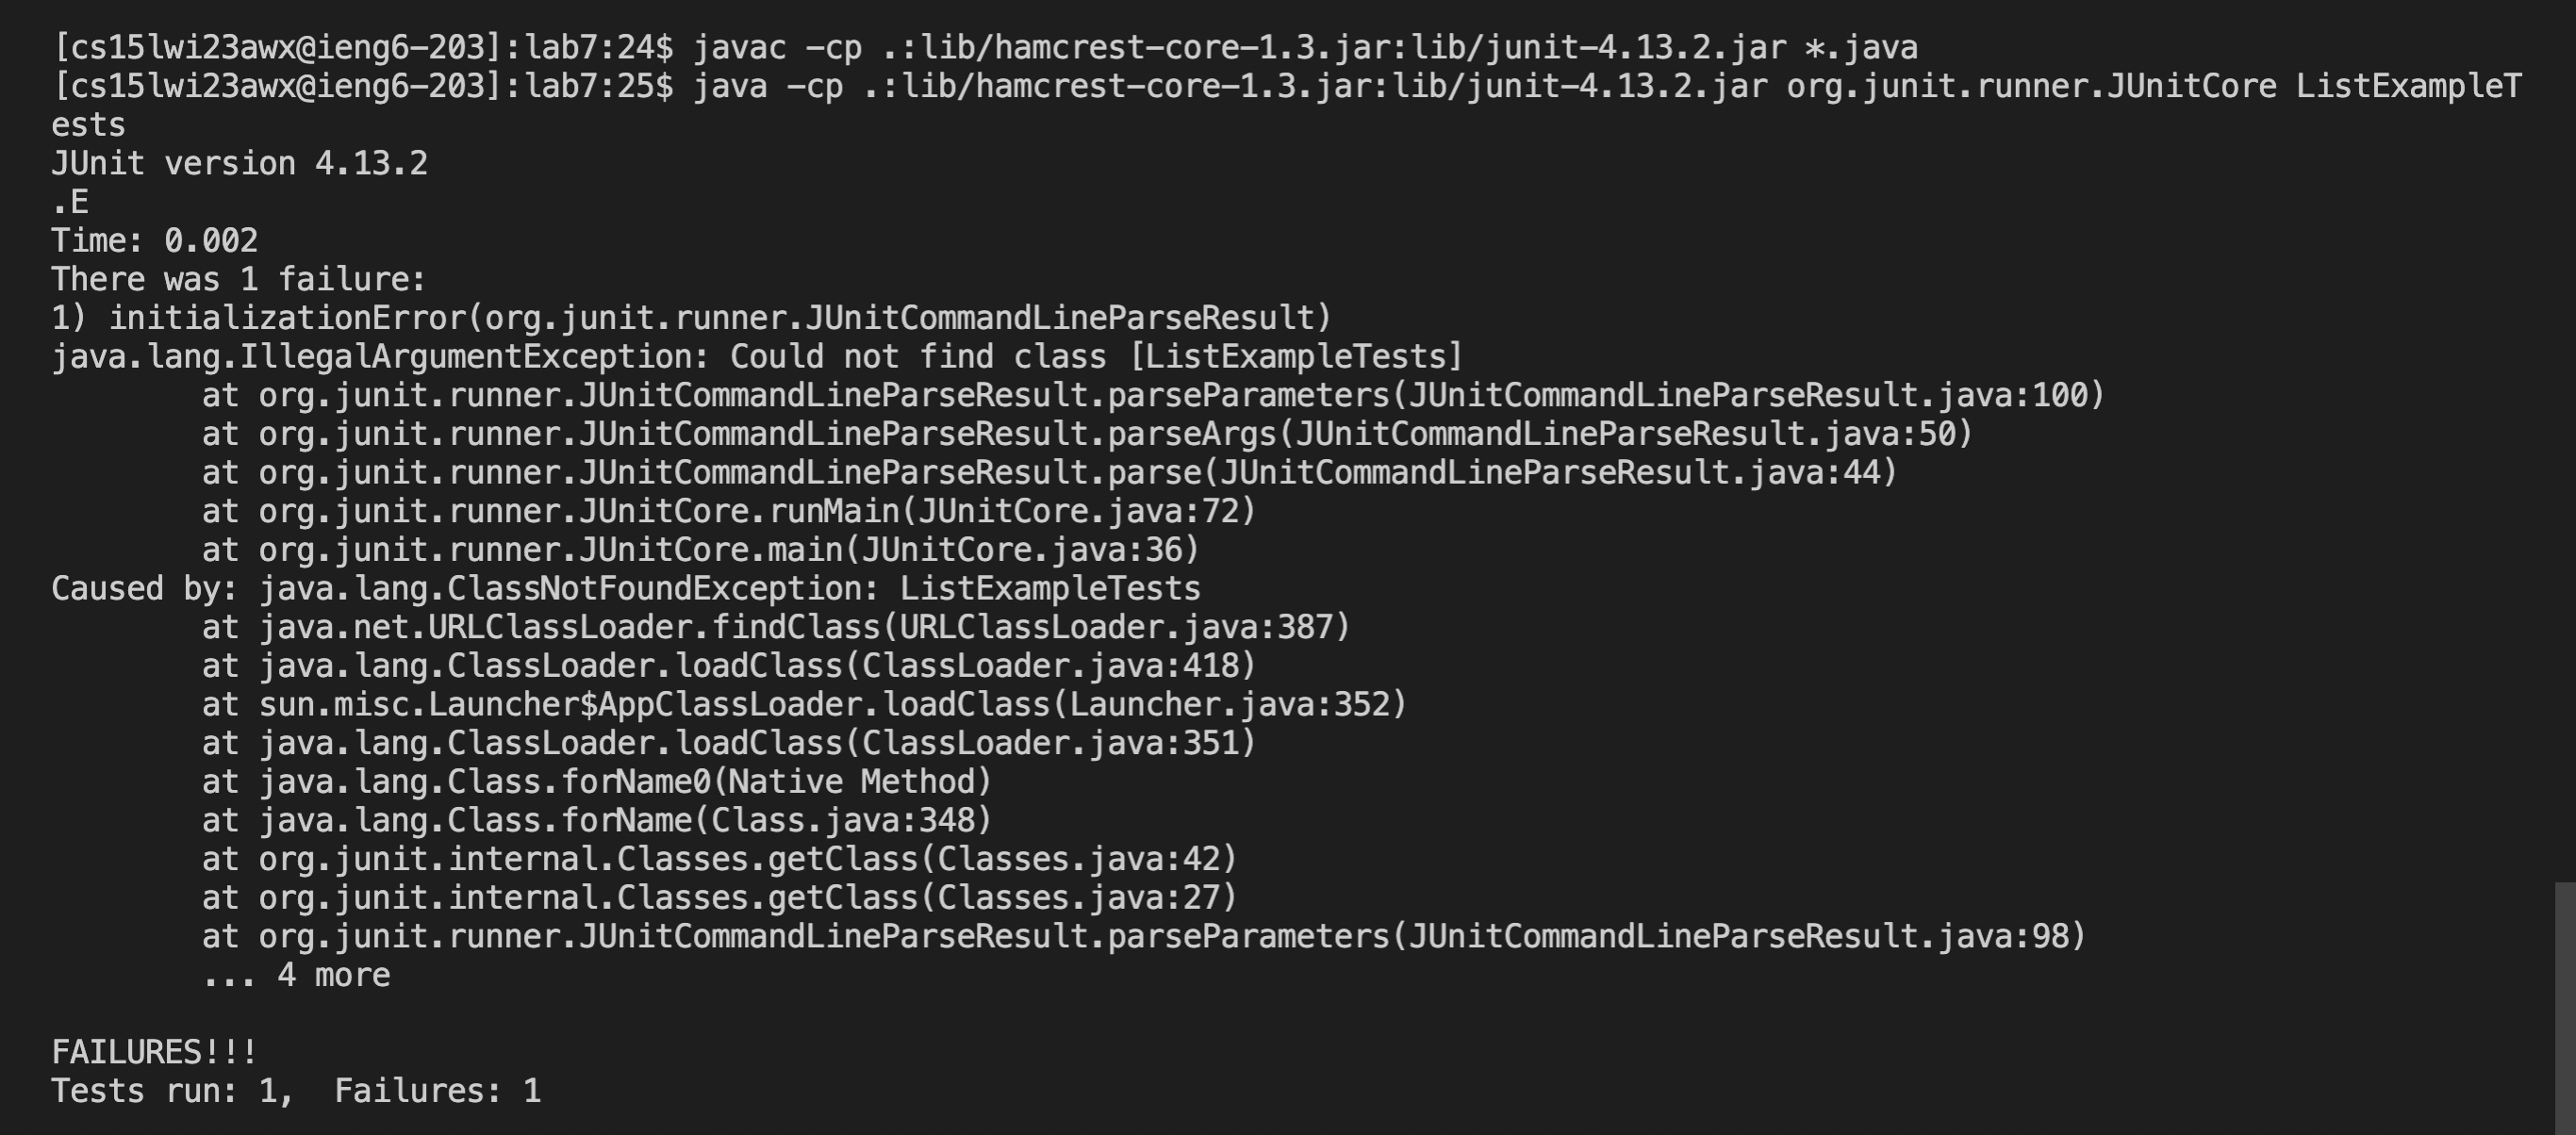 [cs15lwi23awx@ieng6-203]:lab7:24$ javac -cp .:lib/hamcrest-core-1.3.jar:lib/junit-4.13.2.jar *.java
[cs15lwi23awx@ieng6-203]:lab7:25$ java -cp .:lib/hamcrest-core-1.3.jar:lib/junit-4.13.2.jar org.junit.runner.JUnitCore ListExampleT
ests
JUnit version 4.13.2
.E
Time: 0.002
There was 1 failure:
1) initializationError(org.junit.runner.JUnitCommandLineParseResult)
java.lang.IllegalArgumentException: Could not find class [ListExampleTests]
        at org.junit.runner.JUnitCommandLineParseResult.parseParameters(JUnitCommandLineParseResult.java:100)
        at org.junit.runner.JUnitCommandLineParseResult.parseArgs(JUnitCommandLineParseResult.java:50)
        at org.junit.runner.JUnitCommandLineParseResult.parse(JUnitCommandLineParseResult.java:44)
        at org.junit.runner.JUnitCore.runMain(JUnitCore.java:72)
        at org.junit.runner.JUnitCore.main(JUnitCore.java:36)
Caused by: java.lang.ClassNotFoundException: ListExampleTests
        at java.net.URLClassLoader.findClass(URLClassLoader.java:387)
        at java.lang.ClassLoader.loadClass(ClassLoader.java:418)
        at sun.misc.Launcher$AppClassLoader.loadClass(Launcher.java:352)
        at java.lang.ClassLoader.loadClass(ClassLoader.java:351)
        at java.lang.Class.forName0(Native Method)
        at java.lang.Class.forName(Class.java:348)
        at org.junit.internal.Classes.getClass(Classes.java:42)
        at org.junit.internal.Classes.getClass(Classes.java:27)
        at org.junit.runner.JUnitCommandLineParseResult.parseParameters(JUnitCommandLineParseResult.java:98)
        ... 4 more

FAILURES!!!
Tests run: 1,  Failures: 1